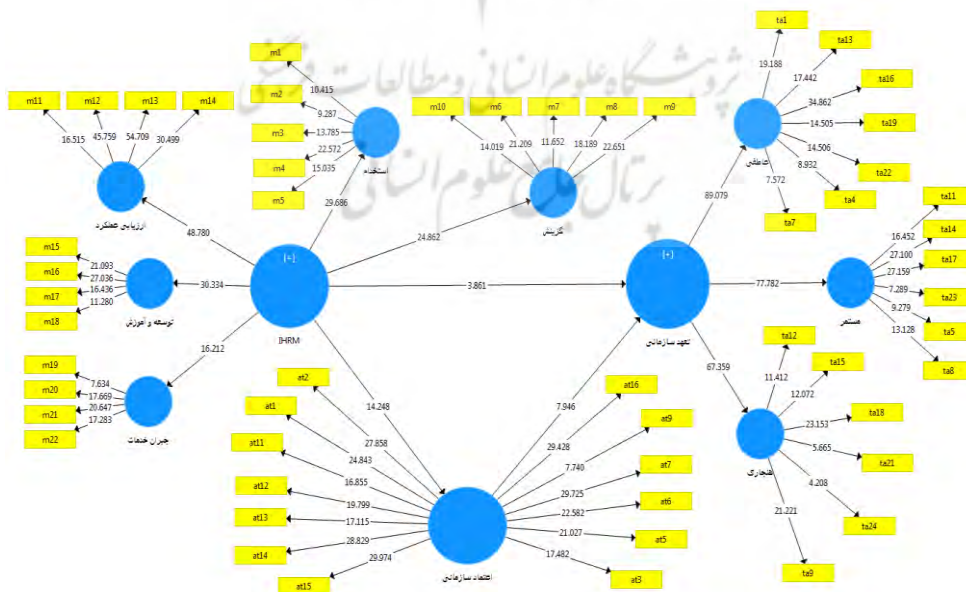 پژوهشگاه علوم انسانی و مطالعات فرهنگی
پرتال جامع علوم انسانی
m11
m12
m13
m14
16.515
45.759
54.709
30.499
ارزیابی عملکرد
48.780
m1
m2
m3
m4
m5
10.415
9.287
13.785
22.572
15.035
استخدام
29.686
m10
m6
m7
m8
m9
14.019
21.209
11.652
18.189
22.651
گزینش
24.862
ta1
ta13
ta16
ta19
ta22
ta4
ta7
19.188
17.442
34.862
14.505
14.506
8.932
7.572
عاطفی
89.079
m15
m16
m17
m18
21.093
27.036
16.436
11.280
توسعه و آموزش
30.334
[+]
IHRM
3.861
[+]
تعهد سازمانی
77.782
ta11
ta14
ta17
ta23
ta5
ta8
16.452
27.100
27.159
7.289
9.279
13.128
مستمر
m19
m20
m21
m22
7.634
17.669
20.647
17.283
جبران خدمات
16.212
14.248
7.946
67.359
ta12
ta15
ta18
ta21
ta24
ta9
11.412
12.072
23.153
5.665
4.208
21.221
هنجاری
at2
at1
at11
at12
at13
at14
at15
27.858
24.843
16.855
19.799
17.115
28.829
29.974
at16
at9
at7
at6
at5
at3
29.428
7.740
29.725
22.582
21.027
17.482
اعتماد سازمانی